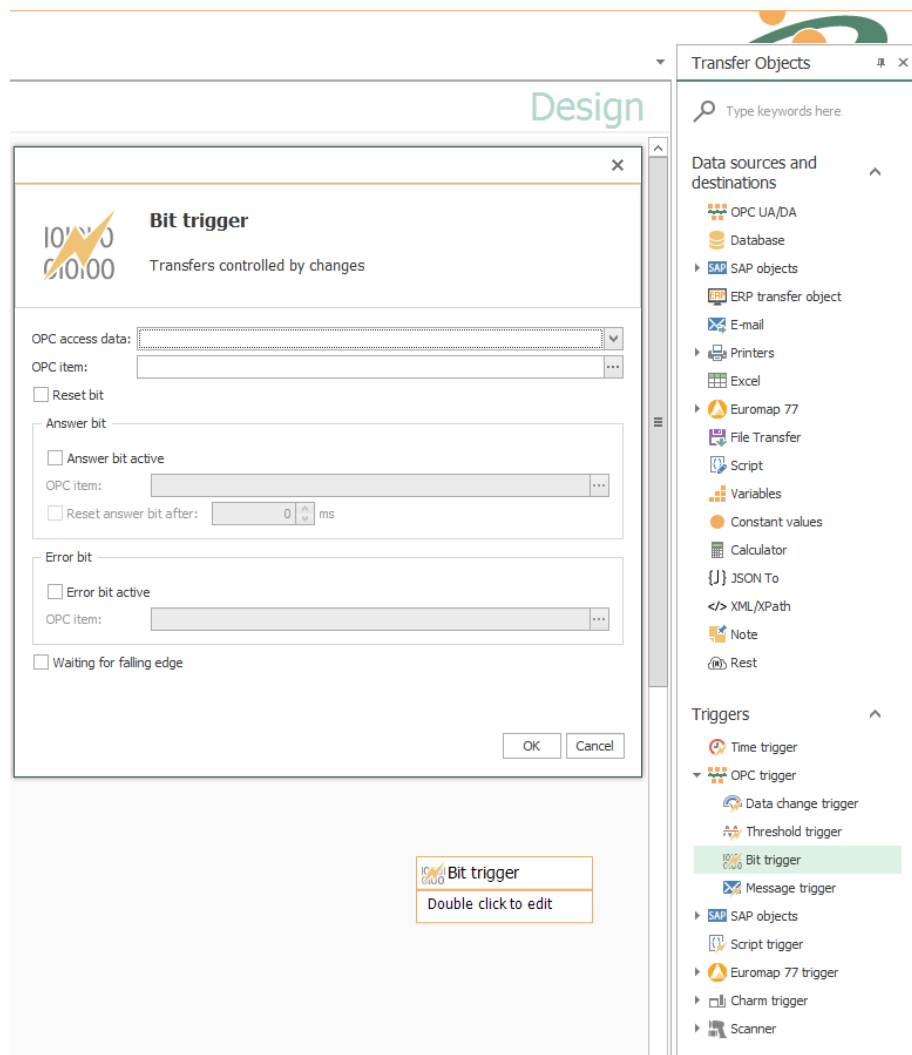 Design
Bit trigger
Transfers controlled by changes
OPC access data:
OPC item:
Reset bit
Answer bit
Answer bit active
OPC item:
Reset answer bit after: 0 ms
Error bit
Error bit active
OPC item:
Waiting for falling edge
OK Cancel
Bit trigger
Double click to edit
Transfer Objects
Type keywords here
Data sources and
destinations
OPC UA/DA
Database
SAP SAP objects
ERP ERP transfer object
E-mail
Printers
Excel
Euromap 77
File Transfer
Script
Variables
Constant values
Calculator
{J} JSON To
</> XML/XPath
Note
Rest
Triggers
Time trigger
OPC trigger
Data change trigger
Threshold trigger
Bit trigger
Message trigger
SAP SAP objects
Script trigger
Euromap 77 trigger
Charm trigger
Scanner